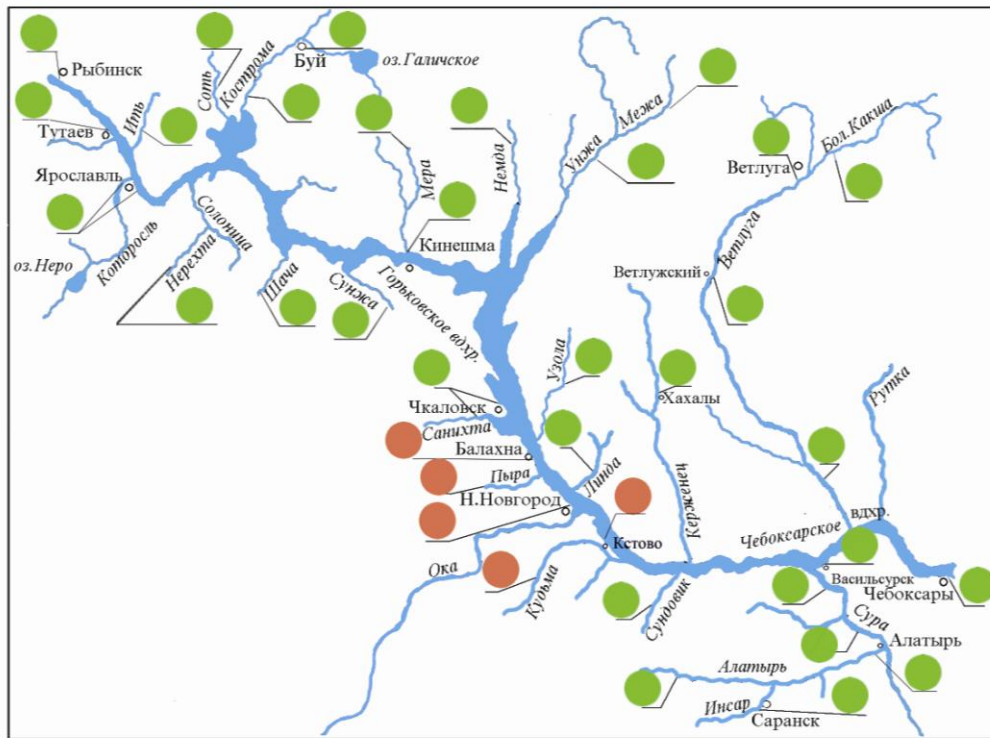 Рыбинск
Тутаев
Ить
Ярославль
Которосль
оз.Неро
Соть
Кострома
Буй
оз.Галичское
Солоница
Нерехта
Шача
Сунжа
Мера
Кинешма
Немда
Унжа
Межа
Горьковское вдхр.
Ветлуга
Бол.Какша
Ветлуга
Ветлужский
Узола
Чкаловск
Санихта
Балахна
Пыра
Н.Новгород
Линда
Хахалы
Рутка
Керженец
Ока
Кудьма
Кстово
Сундовик
Чебоксарское вдхр.
Васильсурск
Чебоксары
Сура
Алатырь
Алатырь
Инсар
Саранск